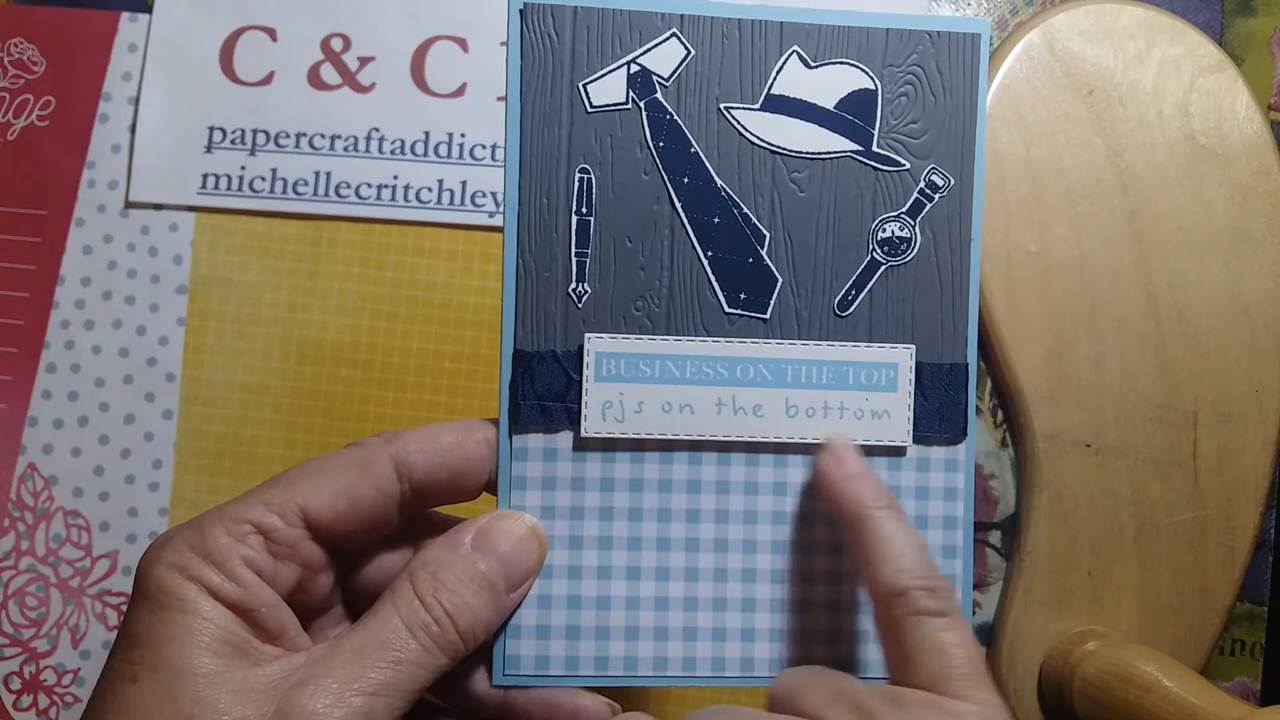 C & C
papercraftaddict
michellecritchley
BUSINESS ON THE TOP
pjs on the bottom